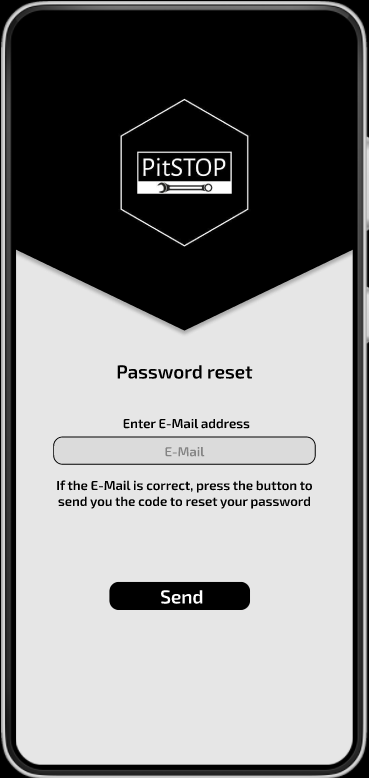 PitSTOP
Password reset
Enter E-Mail address
E-Mail
If the E-Mail is correct, press the button to
send you the code to reset your password
Send